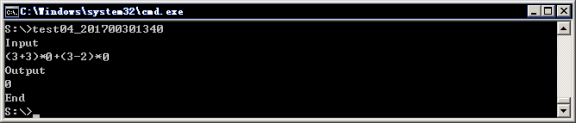 C:\Windows\system32\cmd.exe
S:\>test04_201700301340
Input
(3+3)*0+(3-2)*0
Output
0
End
S:\>_